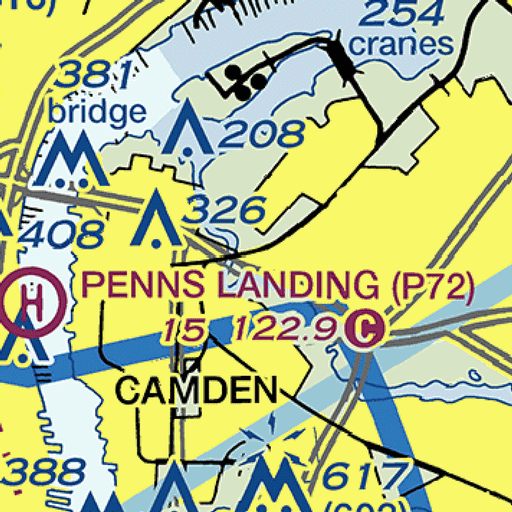 254
cranes
381
bridge
208
326
408
H
PENNS LANDING (P72)
15 122.9 C
CAMDEN
388
617